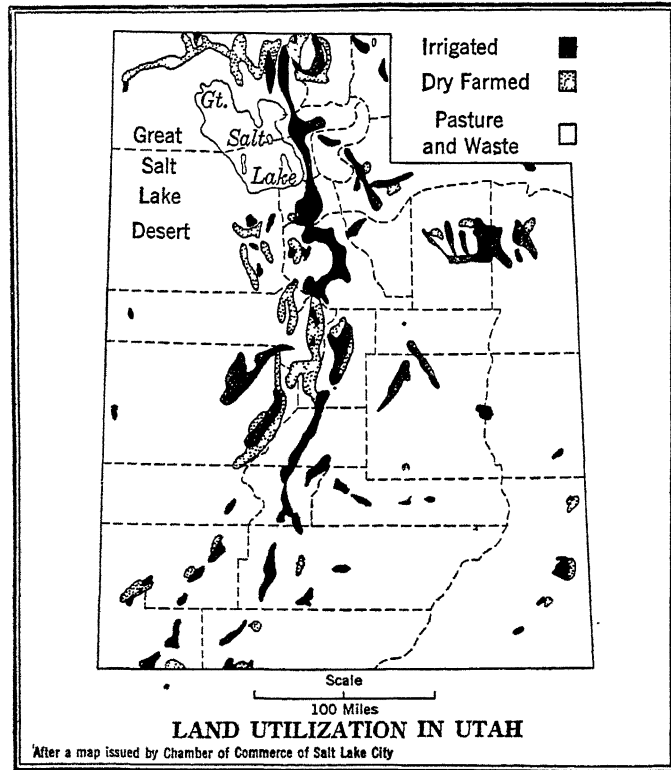 Irrigated
Dry Farmed
Pasture
and Waste
Gt.
Salt
Lake
Great
Salt
Lake
Desert
Scale
100 Miles
LAND UTILIZATION IN UTAH
After a map issued by Chamber of Commerce of Salt Lake City